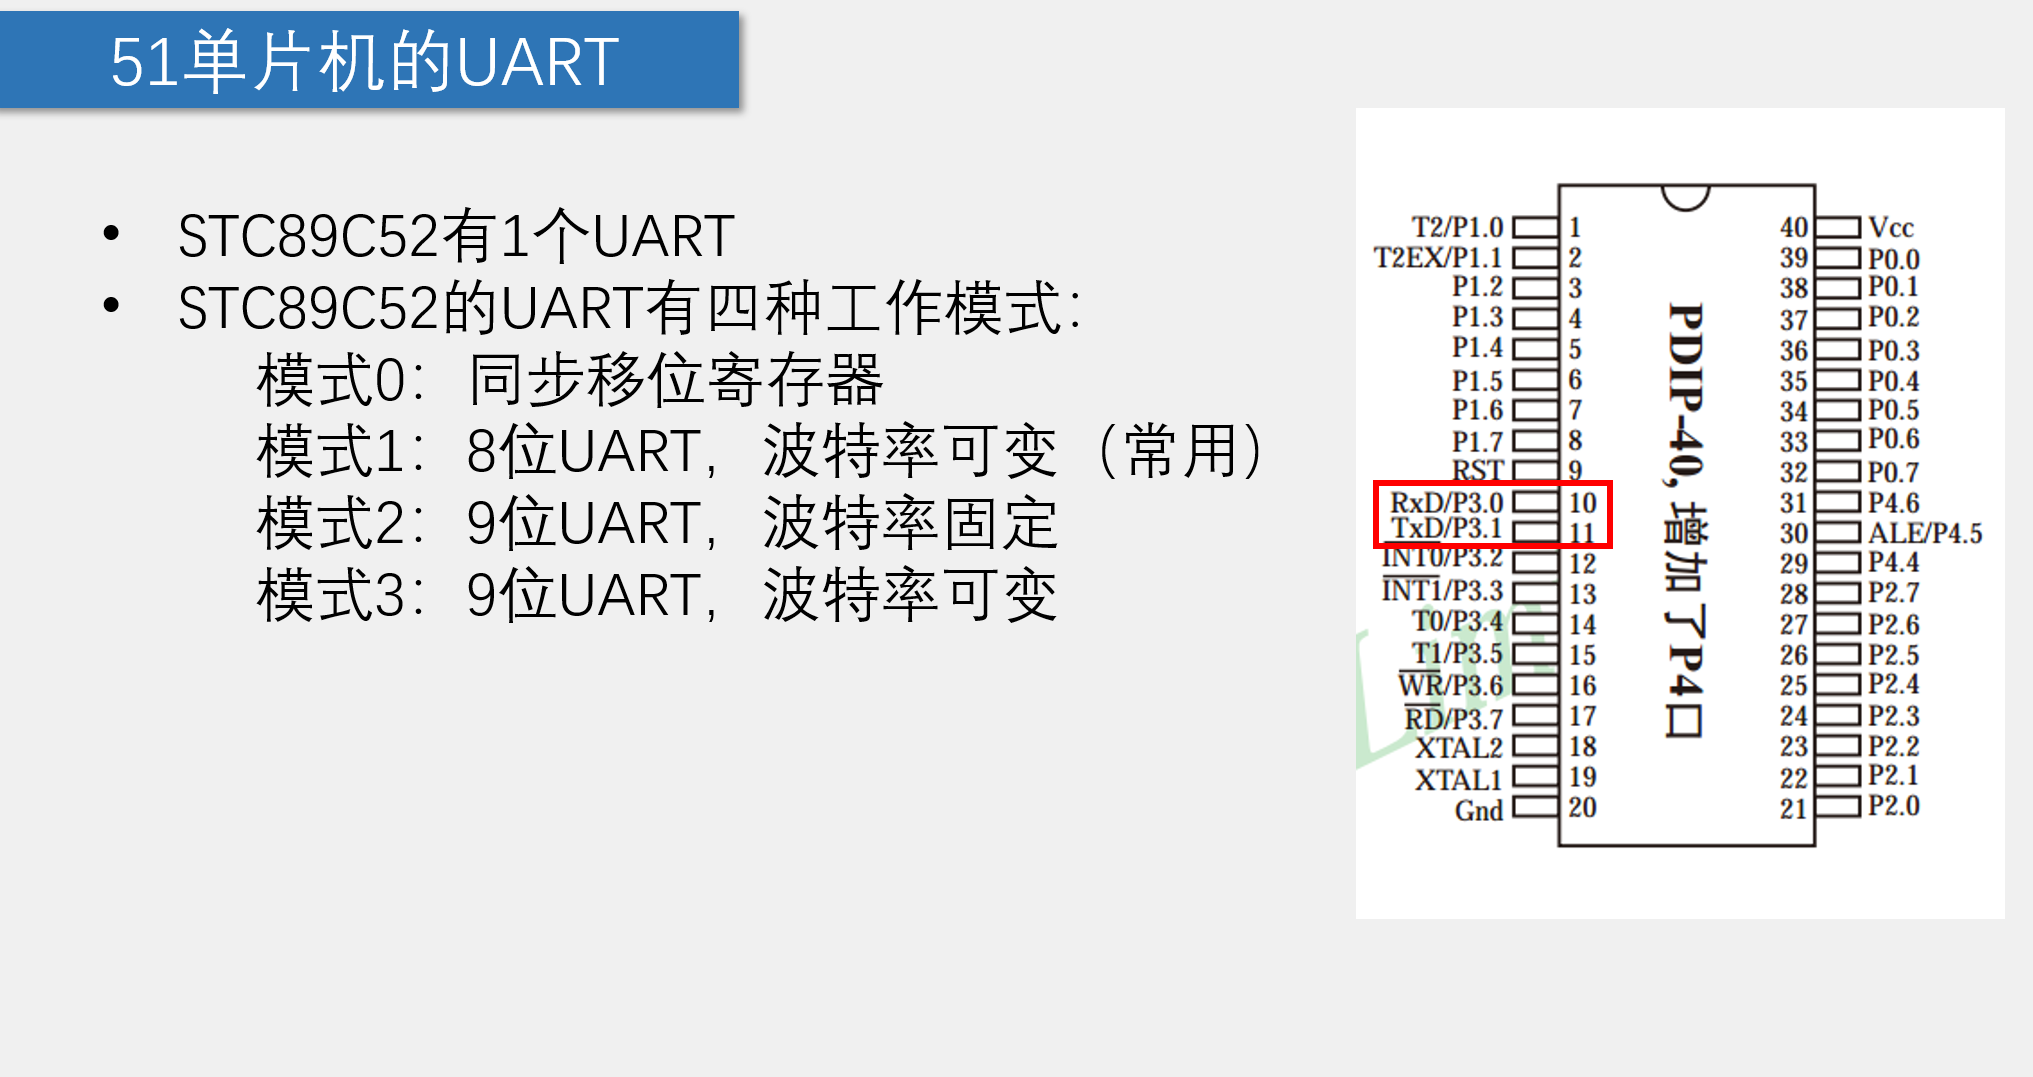 51单片机的UART
• STC89C52有1个UART
• STC89C52的UART有四种工作模式：
模式0：同步移位寄存器
模式1：8位UART，波特率可变（常用）
模式2：9位UART，波特率固定
模式3：9位UART，波特率可变
T2/P1.0 1
T2EX/P1.1 2
P1.2 3
P1.3 4
P1.4 5
P1.5 6
P1.6 7
P1.7 8
RST 9
RxD/P3.0 10
TxD/P3.1 11
INT0/P3.2 12
INT1/P3.3 13
T0/P3.4 14
T1/P3.5 15
WR/P3.6 16
RD/P3.7 17
XTAL2 18
XTAL1 19
Gnd 20
PDIP-40,增加了P4口
40 Vcc
39 P0.0
38 P0.1
37 P0.2
36 P0.3
35 P0.4
34 P0.5
33 P0.6
32 P0.7
31 P4.6
30 ALE/P4.5
29 P4.4
28 P2.7
27 P2.6
26 P2.5
25 P2.4
24 P2.3
23 P2.2
22 P2.1
21 P2.0
Lim